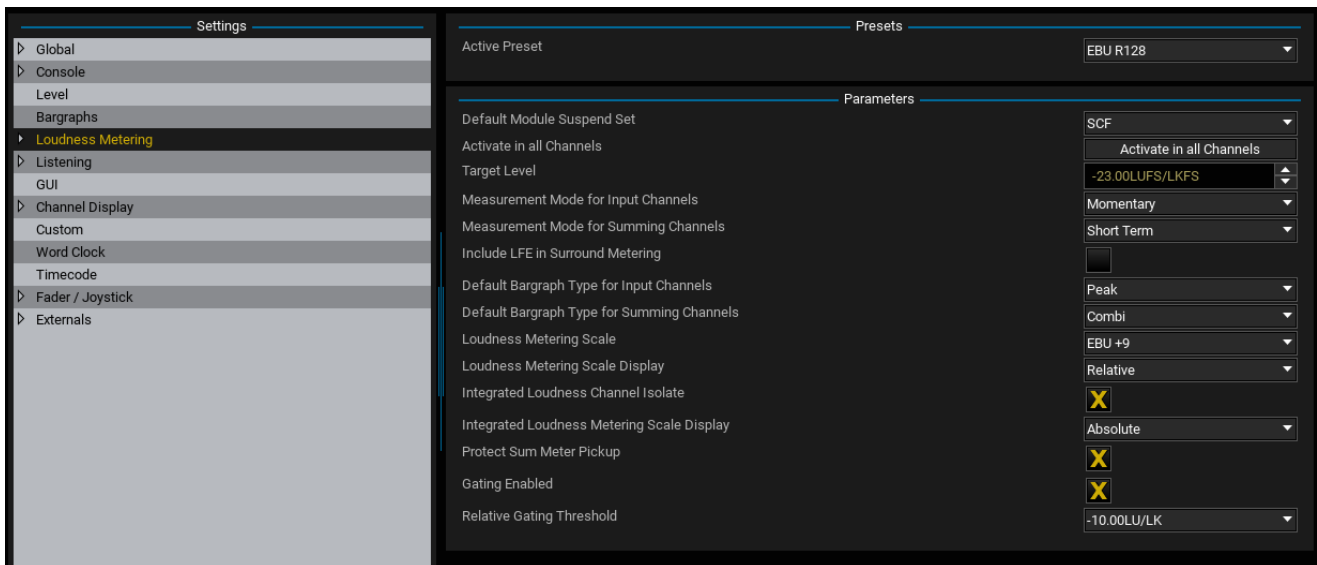 Settings
Global
Console
Level
Bargraphs
Loudness Metering
Listening
GUI
Channel Display
Custom
Word Clock
Timecode
Fader / Joystick
Externals
Presets
Active Preset EBU R128
Parameters
Default Module Suspend Set SCF
Activate in all Channels Activate in all Channels
Target Level -23.00LUFS/LKFS
Measurement Mode for Input Channels Momentary
Measurement Mode for Summing Channels Short Term
Include LFE in Surround Metering
Default Bargraph Type for Input Channels Peak
Default Bargraph Type for Summing Channels Combi
Loudness Metering Scale EBU +9
Loudness Metering Scale Display Relative
Integrated Loudness Channel Isolate X
Integrated Loudness Metering Scale Display Absolute
Protect Sum Meter Pickup X
Gating Enabled X
Relative Gating Threshold -10.00LU/LK